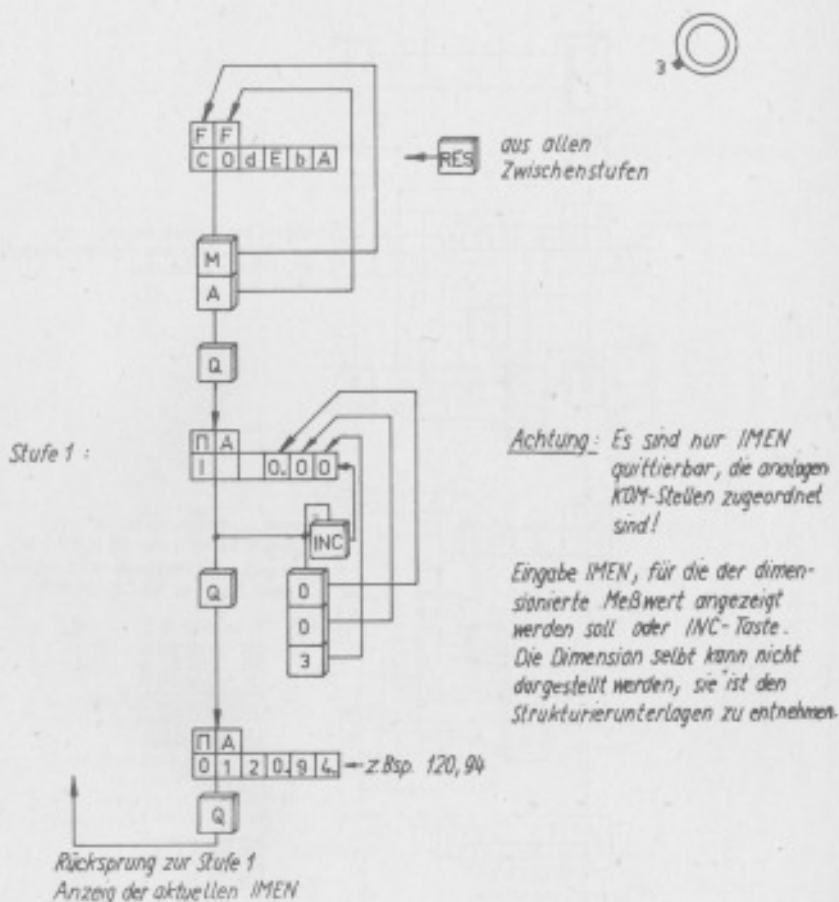 3
F F
C O d E b A
RES
aus allen
Zwischenstufen
M
A
Q
Stufe 1 :
П A
I 0. 0 0
INC
Q
0
0
3
Achtung: Es sind nur IMEN
quittierbar, die analogen
KOM-Stellen zugeordnet
sind!
Eingabe IMEN, für die der dimen-
sionierte Meßwert angezeigt
werden soll oder INC-Taste.
Die Dimension selbt kann nicht
dargestellt werden, sie ist den
Strukturierunterlagen zu entnehmen.
П A
0 1 2 0. 9 4.
z.Bsp. 120,94
Q
Rücksprung zur Stufe 1
Anzeig der aktuellen IMEN